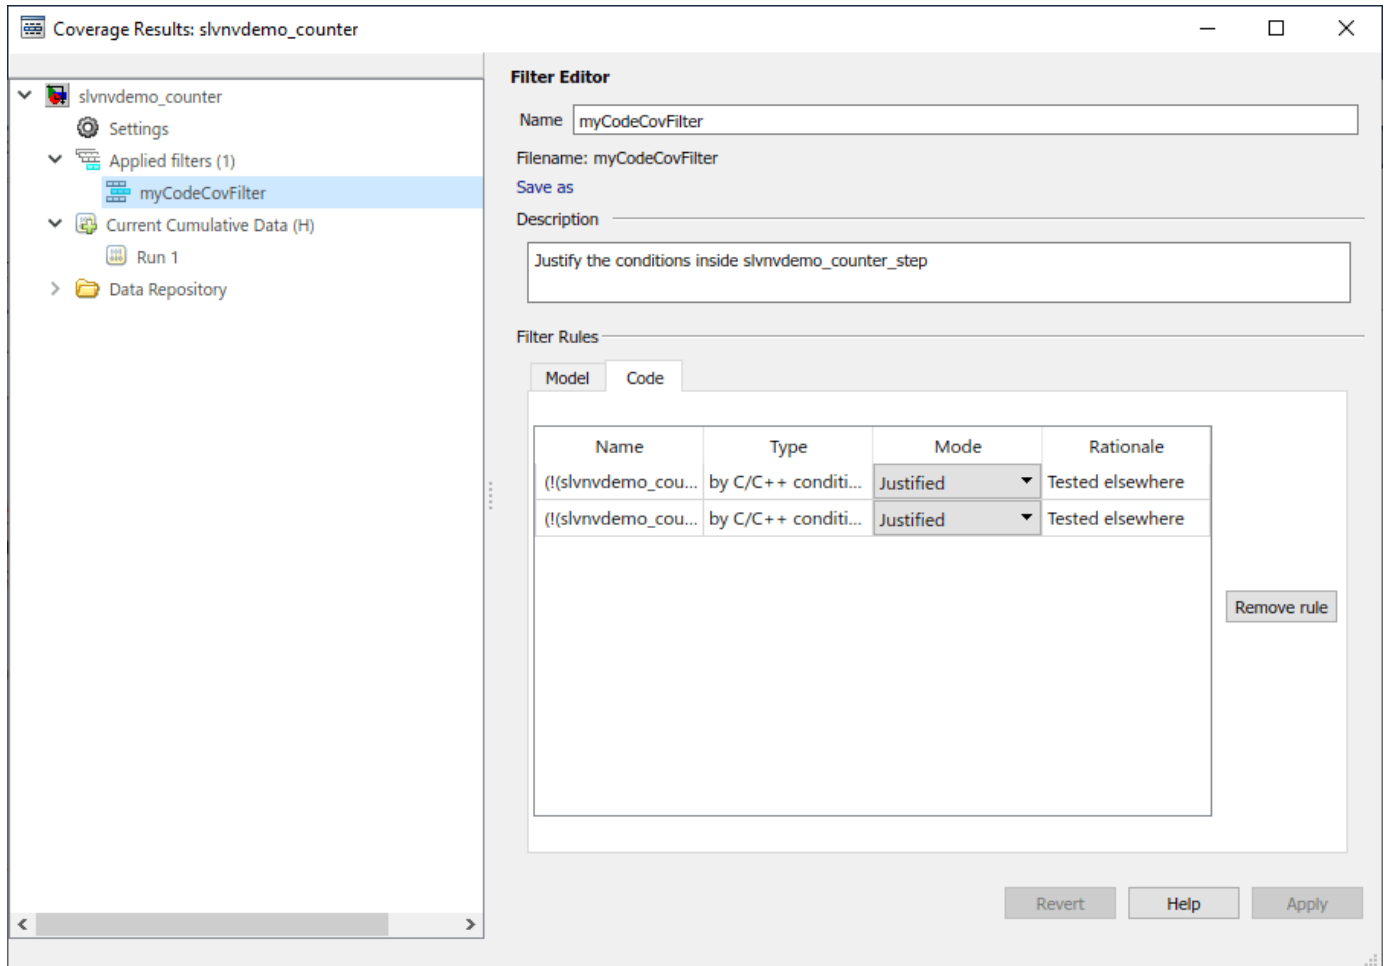 Coverage Results: slvnvdemo_counter
slvnvdemo_counter
Settings
Applied filters (1)
myCodeCovFilter
Current Cumulative Data (H)
Run 1
Data Repository
Filter Editor
Name myCodeCovFilter
Filename: myCodeCovFilter
Save as
Description
Justify the conditions inside slvnvdemo_counter_step
Filter Rules
Model Code
Name Type Mode Rationale
(!(slvnvdemo_cou... by C/C++ conditi... Justified Tested elsewhere
(!(slvnvdemo_cou... by C/C++ conditi... Justified Tested elsewhere
Remove rule
Revert Help Apply